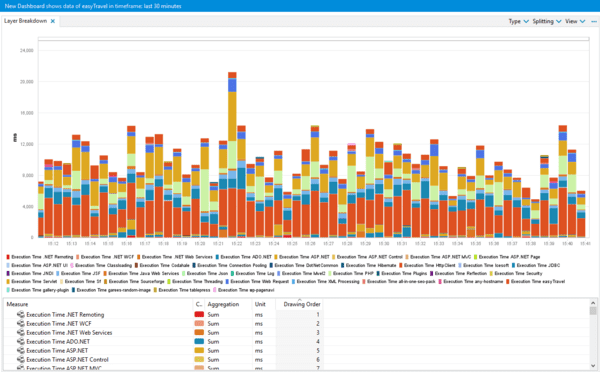 New Dashboard shows data of easyTravel in timeframe: last 30 minutes
Layer Breakdown
Type Splitting View
24,000
20,000
16,000
12,000
8,000
4,000
0
ms
15:12 15:13 15:14 15:15 15:16 15:17 15:18 15:19 15:20 15:21 15:22 15:23 15:24 15:25 15:26 15:27 15:28 15:29 15:30 15:31 15:32 15:33 15:34 15:35 15:36 15:37 15:38 15:39 15:40 15:41
Execution Time .NET Remoting Execution Time .NET WCF Execution Time .NET Web Services Execution Time ADO.NET Execution Time ASP.NET Execution Time ASP.NET Control Execution Time ASP.NET MVC Execution Time ASP.NET Page
Execution Time ASP.NET UI Execution Time Classloading Execution Time Codahale Execution Time Connection Pooling Execution Time DotNetCommon Execution Time Hibernate Execution Time HttpClient Execution Time Icesoft Execution Time JDBC
Execution Time JNDI Execution Time JSF Execution Time Java Web Services Execution Time Json Execution Time Log Execution Time Mvvc2 Execution Time PHP Execution Time Plugins Execution Time Reflection Execution Time Security
Execution Time Servlet Execution Time Sf Execution Time Sourceforge Execution Time Threading Execution Time Web Request Execution Time XML Processing Execution Time all-in-one-seo-pack Execution Time any-hostname Execution Time easyTravel
Execution Time gallery-plugin Execution Time games-random-image Execution Time tablepress Execution Time wp-pagenavi
Measure C.. Aggregation Unit Drawing Order
Execution Time .NET Remoting Sum ms 1
Execution Time .NET WCF Sum ms 2
Execution Time .NET Web Services Sum ms 3
Execution Time ADO.NET Sum ms 4
Execution Time ASP.NET Sum ms 5
Execution Time ASP.NET Control Sum ms 6
Execution Time ASP.NET MVC Sum ms 7